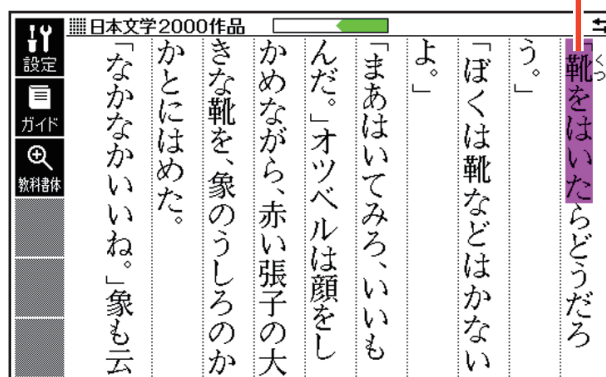 日本文学2000作品
設定
ガイド
教科書体
くつ
「靴をはいたらどうだろ
う。」
「ぼくは靴などはかない
よ。」
「まあはいてみろ、いいも
んだ。」オツベルは顔をし
かめながら、赤い張子の大
きな靴を、象のうしろのか
かとにはめた。
「なかなかいいね。」象も云